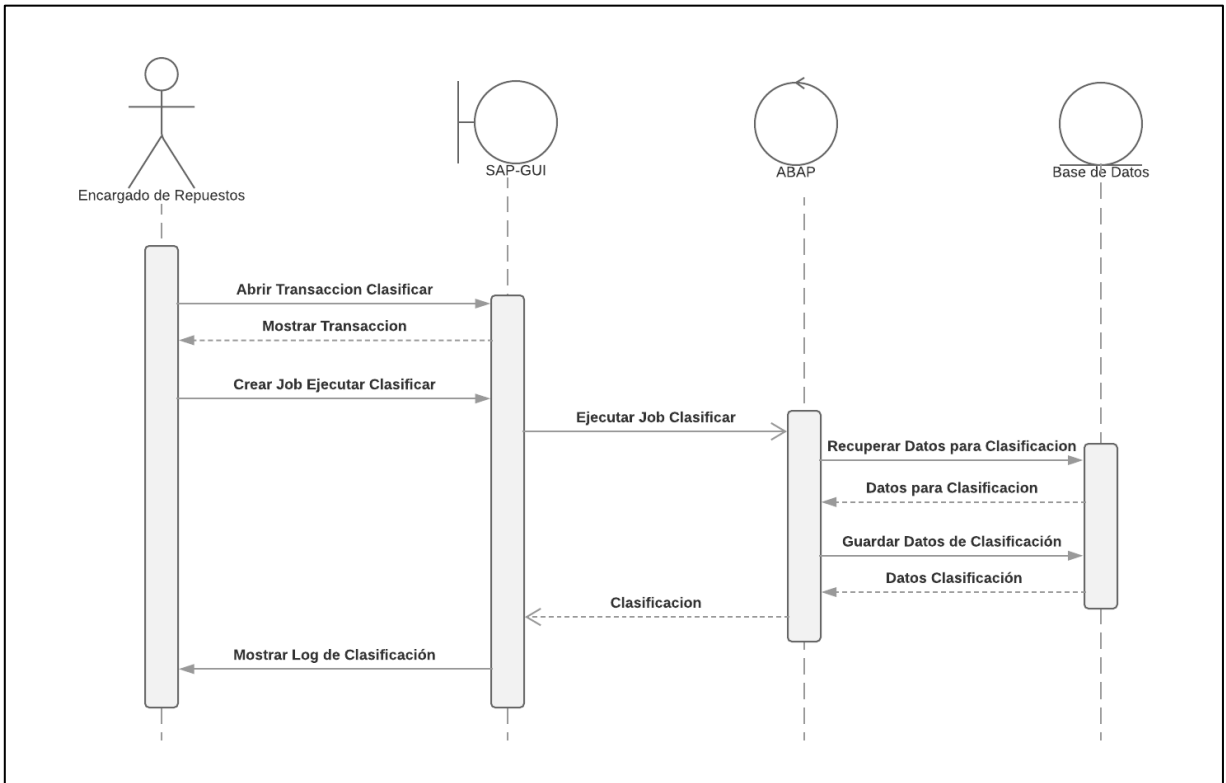 SAP-GUI
ABAP
Base de Datos
Encargado de Repuestos
Abrir Transaccion Clasificar
Mostrar Transaccion
Crear Job Ejecutar Clasificar
Ejecutar Job Clasificar
Recuperar Datos para Clasificacion
Datos para Clasificacion
Guardar Datos de Clasificación
Datos Clasificación
Clasificacion
Mostrar Log de Clasificación